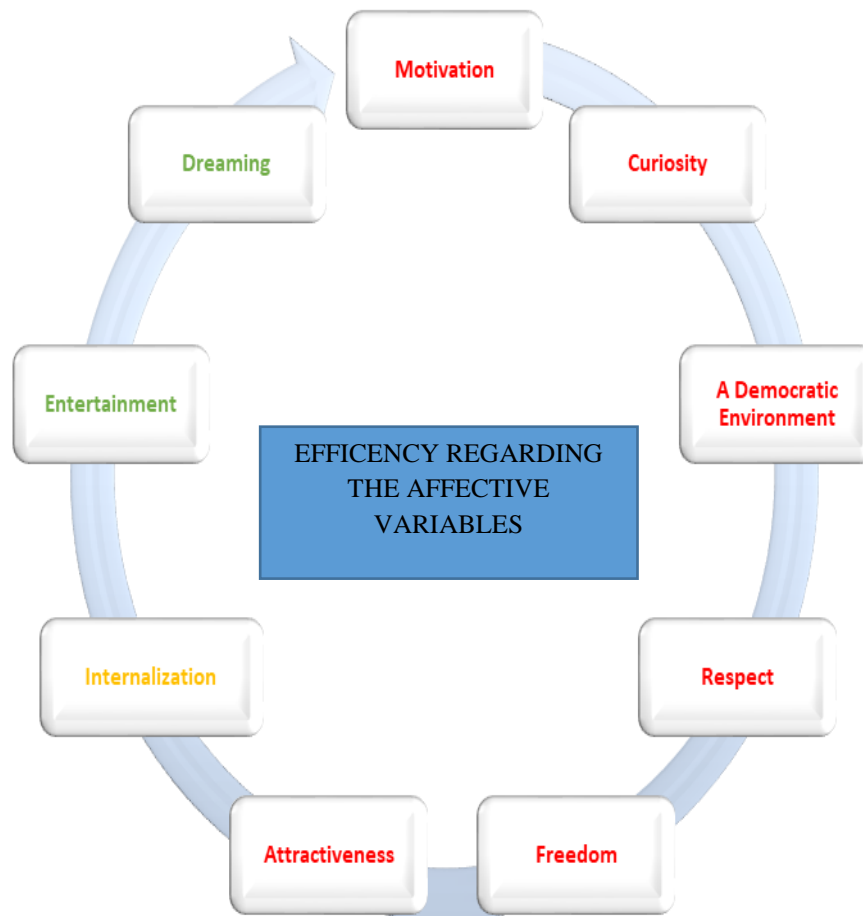 Motivation
Curiosity
A Democratic
Environment
Respect
Freedom
Attractiveness
Internalization
Entertainment
Dreaming
EFFICENCY REGARDING
THE AFFECTIVE
VARIABLES